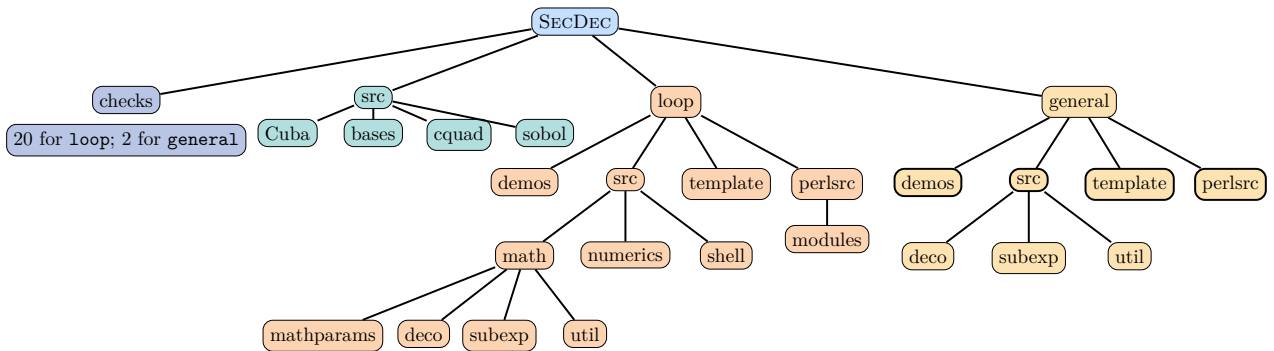 SECDEC
checks
src
loop
general
20 for loop; 2 for general
Cuba
bases
cquad
sobol
demos
src
template
perlsrc
demos
src
template
perlsrc
math
numerics
shell
modules
deco
subexp
util
mathparams
deco
subexp
util